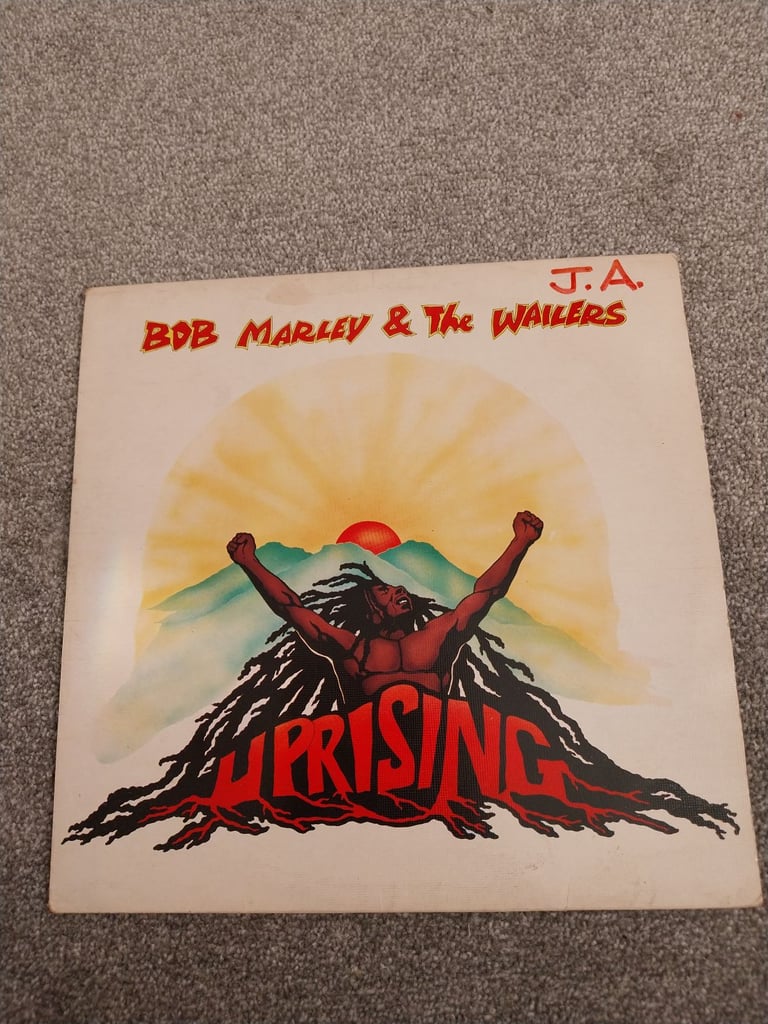 J.A.
BOB MARLEY & The WAILERS
UPRISING